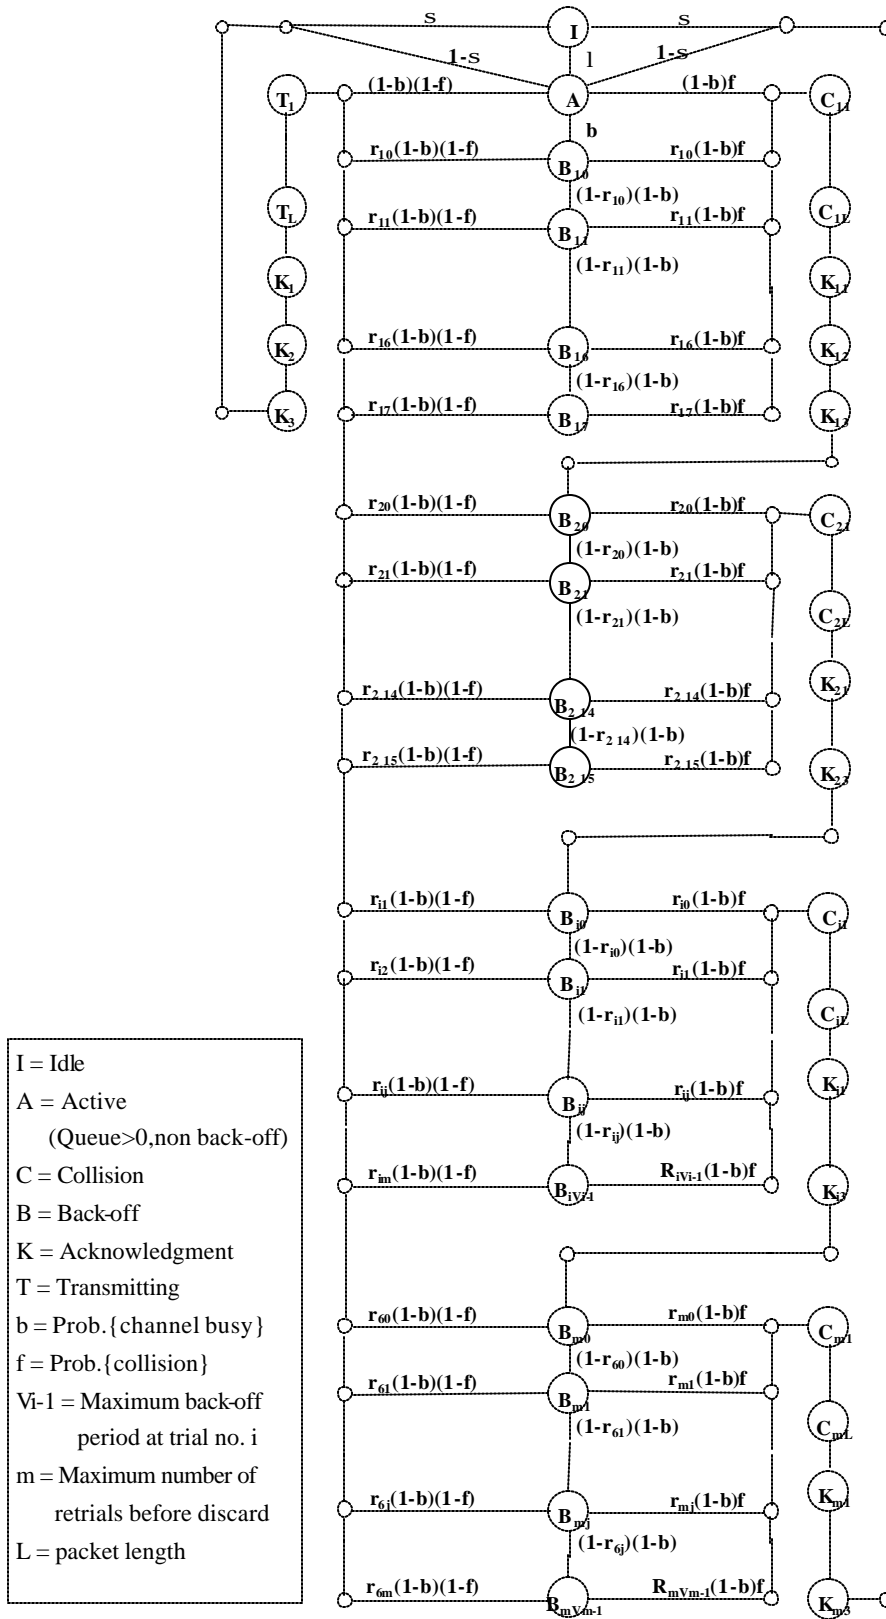 s I s
1-s l 1-s
T1 (1-b)(1-f) A (1-b)f C11
b
r10(1-b)(1-f) B10 r10(1-b)f
(1-r10)(1-b)
TL r11(1-b)(1-f) B11 r11(1-b)f C1L
(1-r11)(1-b)
K1 K11
K2 r16(1-b)(1-f) B16 r16(1-b)f K12
(1-r16)(1-b)
K3 r17(1-b)(1-f) B17 r17(1-b)f K13
r20(1-b)(1-f) B20 r20(1-b)f C21
(1-r20)(1-b)
r21(1-b)(1-f) B21 r21(1-b)f
(1-r21)(1-b) C2L
r2 14(1-b)(1-f) B2 14 r2 14(1-b)f K21
(1-r2 14)(1-b)
r2 15(1-b)(1-f) B2 15 r2 15(1-b)f K23
ri1(1-b)(1-f) Bi0 ri0(1-b)f Ci1
(1-ri0)(1-b)
ri2(1-b)(1-f) Bi1 ri1(1-b)f
(1-ri1)(1-b) CiL
rij(1-b)(1-f) Bij rij(1-b)f Ki1
(1-rij)(1-b)
rim(1-b)(1-f) BiVi-1 RiVi-1(1-b)f Ki3
r60(1-b)(1-f) Bm0 rm0(1-b)f Cm1
(1-r60)(1-b)
r61(1-b)(1-f) Bm1 rm1(1-b)f
(1-r61)(1-b) CmL
r6j(1-b)(1-f) Bmj rmj(1-b)f Km1
(1-r6j)(1-b)
r6m(1-b)(1-f) BmVm-1 RmVm-1(1-b)f Km3
I = Idle
A = Active
(Queue>0,non back-off)
C = Collision
B = Back-off
K = Acknowledgment
T = Transmitting
b = Prob.{channel busy}
f = Prob.{collision}
Vi-1 = Maximum back-off
period at trial no. i
m = Maximum number of
retrials before discard
L = packet length